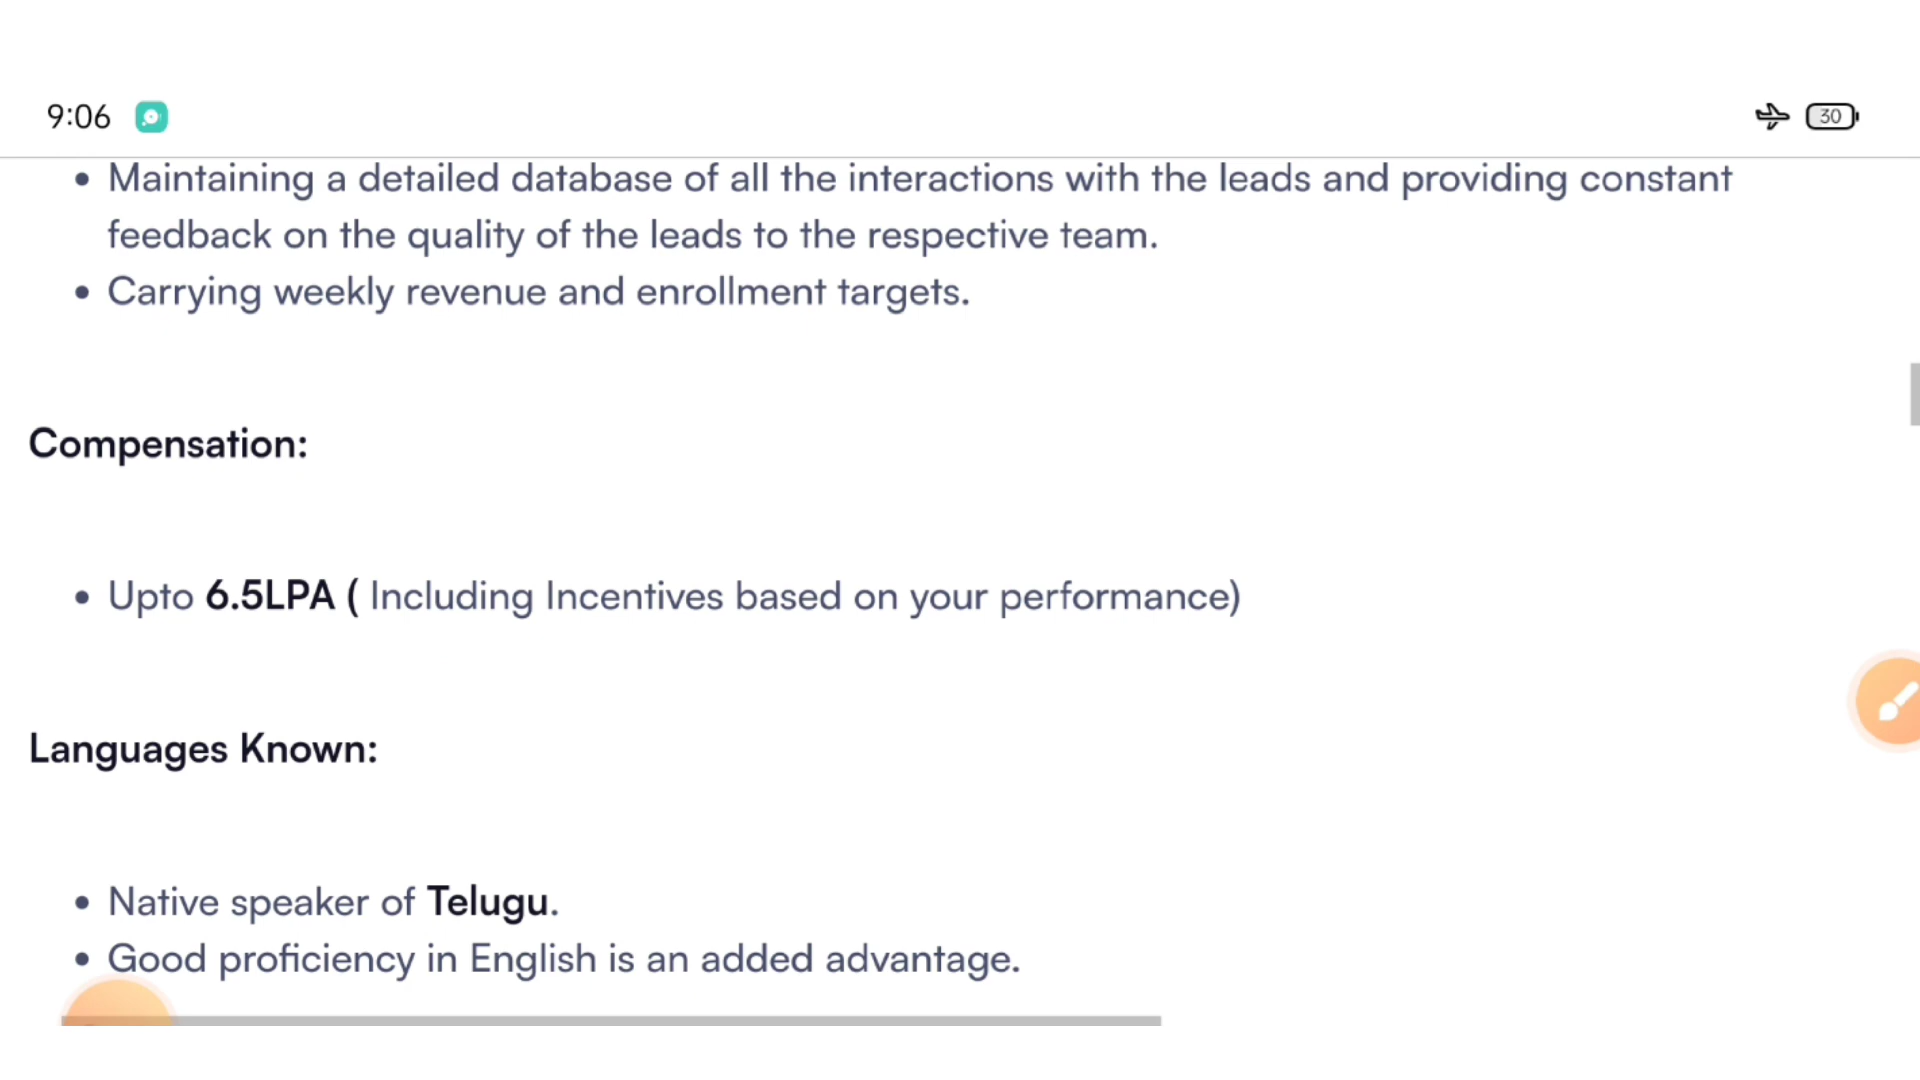 9:06
30
• Maintaining a detailed database of all the interactions with the leads and providing constant
feedback on the quality of the leads to the respective team.
• Carrying weekly revenue and enrollment targets.
Compensation:
• Upto 6.5LPA ( Including Incentives based on your performance)
Languages Known:
• Native speaker of Telugu.
• Good proficiency in English is an added advantage.